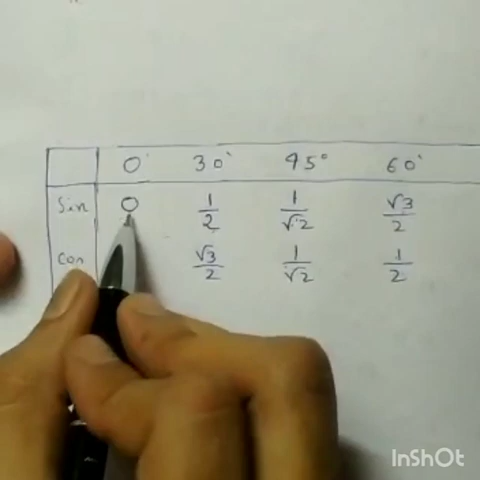 0° 30° 45° 60°
Sin 0 1/2 1/√2 √3/2
Cos √3/2 1/√2 1/2
InShOt